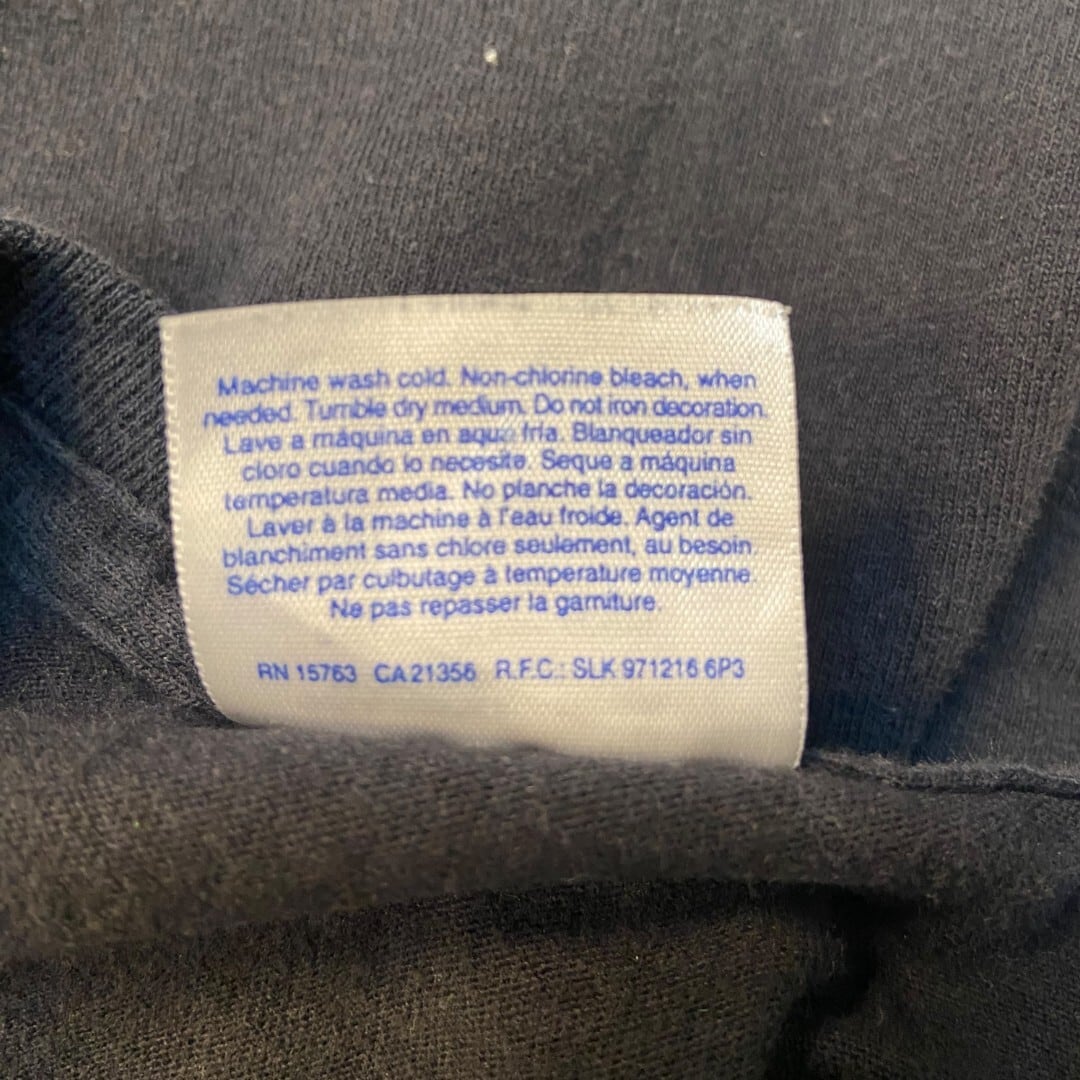 Machine wash cold. Non-chlorine bleach, when
needed. Tumble dry medium. Do not iron decoration.
Lave a máquina en agua fría. Blanqueador sin
cloro cuando lo necesite. Seque a máquina
temperatura media. No planche la decoración.
Laver à la machine à l'eau froide. Agent de
blanchiment sans chlore seulement, au besoin.
Sécher par culbutage à temperature moyenne.
Ne pas repasser la garniture.
RN 15763 CA 21356 R.F.C.: SLK 971216 6P3